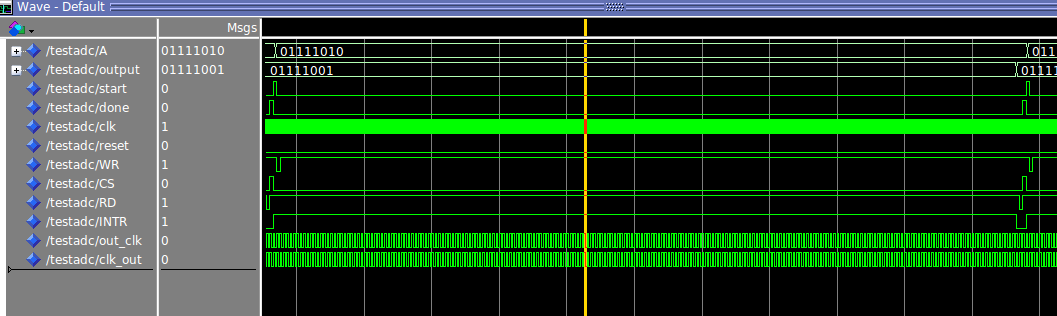 Wave - Default
Msgs
/testadc/A 01111010 01111010 011
/testadc/output 01111001 01111001 01111
/testadc/start 0
/testadc/done 0
/testadc/clk 1
/testadc/reset 0
/testadc/WR 1
/testadc/CS 0
/testadc/RD 1
/testadc/INTR 1
/testadc/out_clk 0
/testadc/clk_out 0